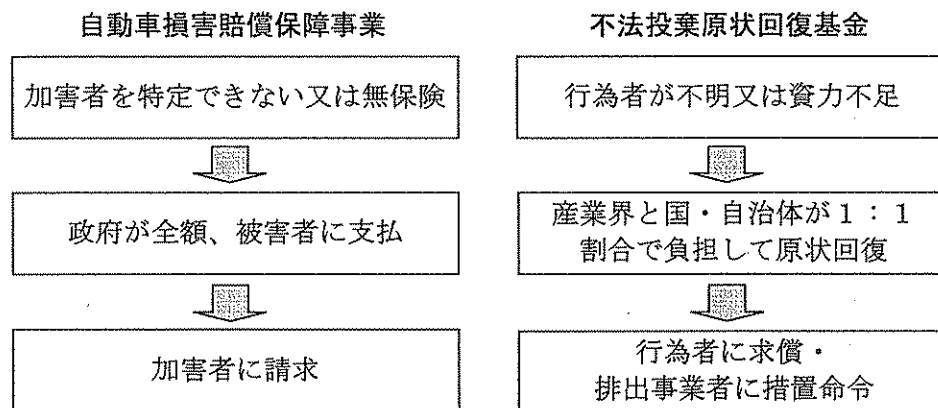 自動車損害賠償保障事業
加害者を特定できない又は無保険
政府が全額、被害者に支払
加害者に請求
不法投棄原状回復基金
行為者が不明又は資力不足
産業界と国・自治体が１：１
割合で負担して原状回復
行為者に求償・
排出事業者に措置命令